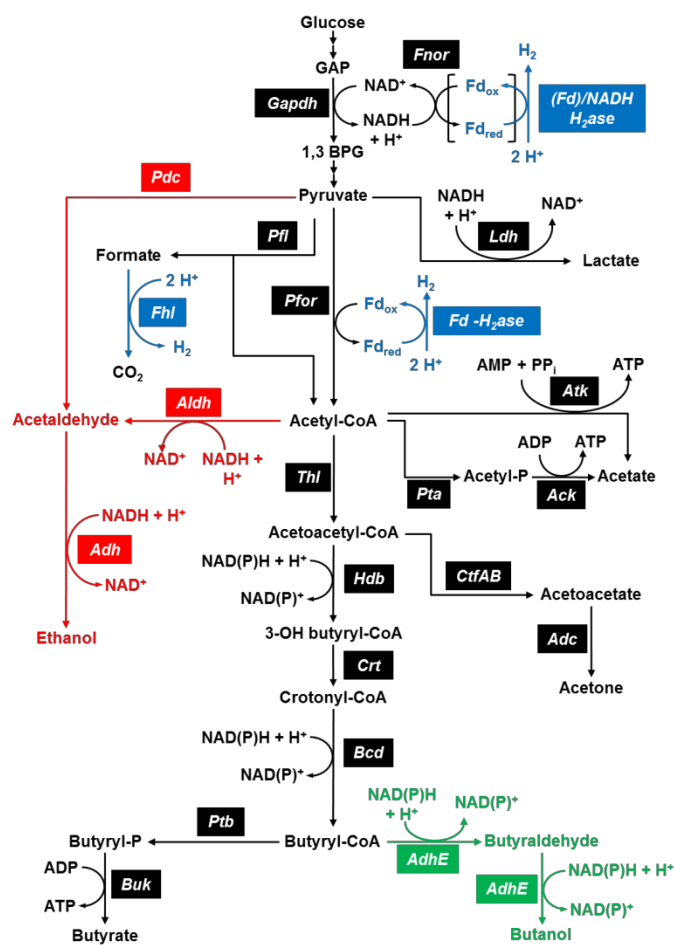 Glucose
GAP
Fnor
H₂
Gapdh
NAD⁺
NADH
+ H⁺
Fdox
Fdred
2 H⁺
(Fd)/NADH
H₂ase
1,3 BPG
Pdc
Pyruvate
NADH
+ H⁺
NAD⁺
Ldh
Lactate
Pfl
Formate
2 H⁺
Fhl
H₂
CO₂
Pfor
Fdox
Fdred
H₂
2 H⁺
Fd -H₂ase
AMP + PPi
ATP
Atk
Acetaldehyde
Aldh
NAD⁺
NADH +
H⁺
Acetyl-CoA
Thl
Pta
Acetyl-P
ADP
ATP
Ack
Acetate
NADH + H⁺
Adh
NAD⁺
Ethanol
Acetoacetyl-CoA
NAD(P)H + H⁺
Hdb
NAD(P)⁺
CtfAB
Acetoacetate
Adc
Acetone
3-OH butyryl-CoA
Crt
Crotonyl-CoA
NAD(P)H + H⁺
Bcd
NAD(P)⁺
Ptb
Butyryl-P
Butyryl-CoA
NAD(P)H
+ H⁺
NAD(P)⁺
AdhE
Butyraldehyde
ADP
Buk
ATP
Butyrate
AdhE
NAD(P)H + H⁺
NAD(P)⁺
Butanol